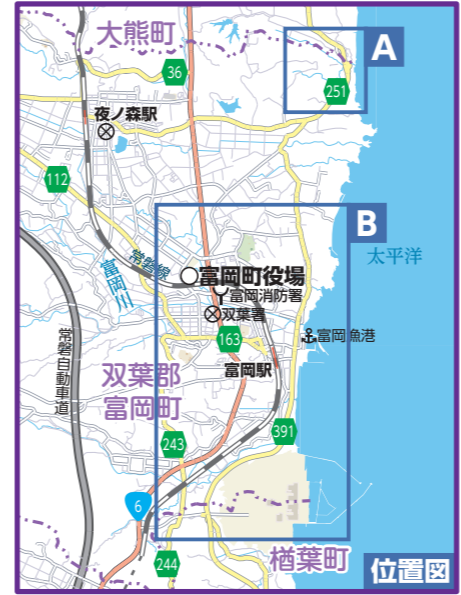 大熊町
A
36
251
夜ノ森駅
112
B
太平洋
常磐線
富岡川
富岡町役場
富岡消防署
双葉署
163
富岡漁港
常磐自動車道
富岡駅
双葉郡
富岡町
391
243
6
244
楢葉町
位置図